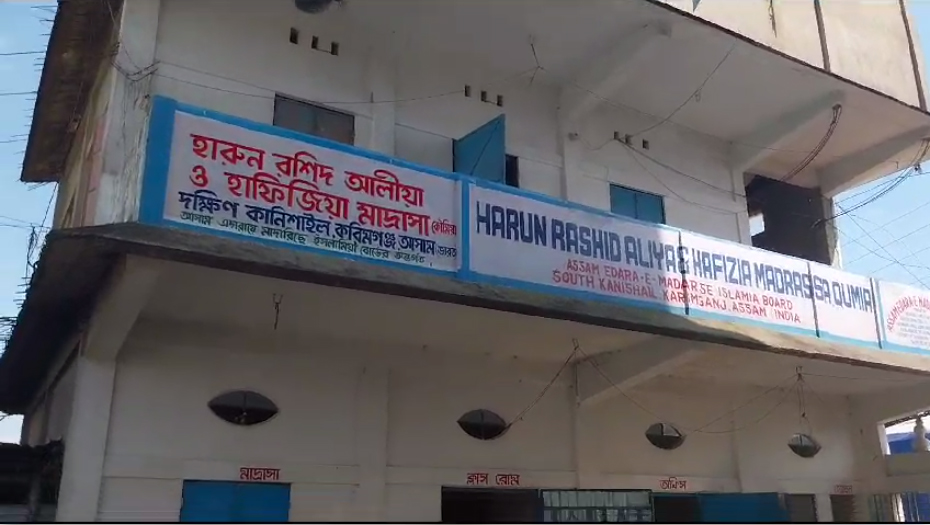 হারুন রশিদ আলীয়া
ও হাফিজিয়া মাদ্রাসা কৌমিয়া
দক্ষিণ কানিশাইল,করিমগঞ্জ,আসাম ভারত
HARUN RASHID ALIYA & HAFIZIA MADRASSA QUMIA
ASSAM EDARA-E-MADARSE ISLAMIA BOARD
SOUTH KANISHAIL KARIMGANJ, ASSAM INDIA
মাদ্রাসা
ক্লাস রোম
অফিস